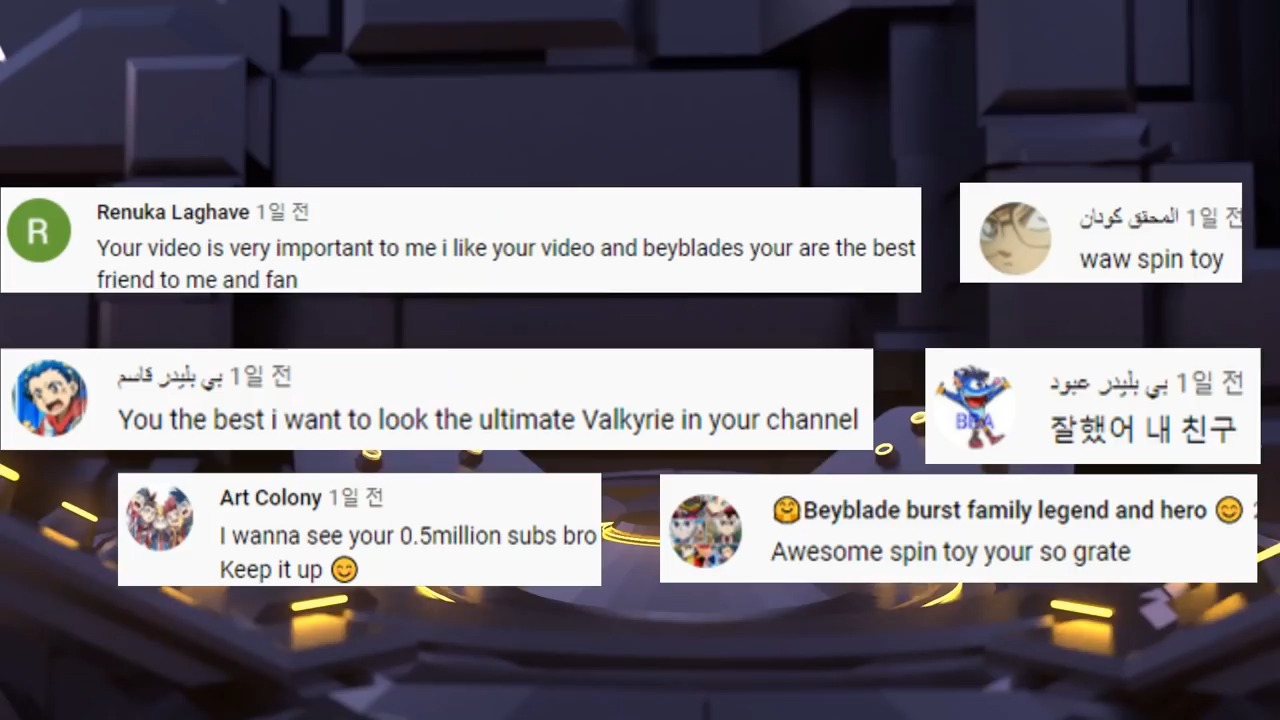 R
Renuka Laghave 1일 전
Your video is very important to me i like your video and beyblades your are the best
friend to me and fan
المحقق كودان 1일 전
waw spin toy
بي بليدر قاسم 1일 전
You the best i want to look the ultimate Valkyrie in your channel
بي بليدر عبود 1일 전
BBA
잘했어 내 친구
Art Colony 1일 전
I wanna see your 0.5million subs bro
Keep it up 😊
🤗Beyblade burst family legend and hero 😊
Awesome spin toy your so grate